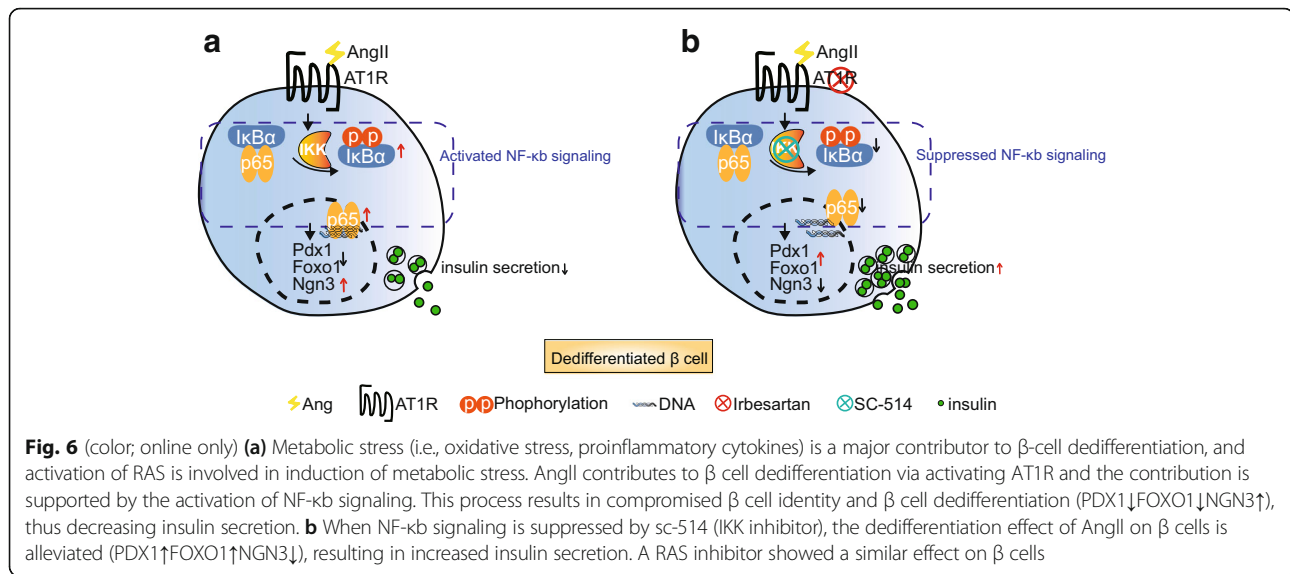 a
AngII
AT1R
IκBα
p65
IKK
p p
IκBα ↑
Activated NF-κb signaling
p65 ↑
Pdx1
Foxo1 ↓
Ngn3 ↑
insulin secretion↓
b
AngII
AT1R
IκBα
p65
p p
IκBα ↓
Suppressed NF-κb signaling
p65 ↓
Pdx1
Foxo1 ↑
Ngn3 ↓
insulin secretion↑
Dedifferentiated β cell
Ang AT1R p p Phophorylation DNA Irbesartan SC-514 insulin
Fig. 6 (color; online only) (a) Metabolic stress (i.e., oxidative stress, proinflammatory cytokines) is a major contributor to β-cell dedifferentiation, and
activation of RAS is involved in induction of metabolic stress. AngII contributes to β cell dedifferentiation via activating AT1R and the contribution is
supported by the activation of NF-kb signaling. This process results in compromised β cell identity and β cell dedifferentiation (PDX1↓FOXO1↓NGN3↑),
thus decreasing insulin secretion. b When NF-kb signaling is suppressed by sc-514 (IKK inhibitor), the dedifferentiation effect of AngII on β cells is
alleviated (PDX1↑FOXO1↑NGN3↓), resulting in increased insulin secretion. A RAS inhibitor showed a similar effect on β cells